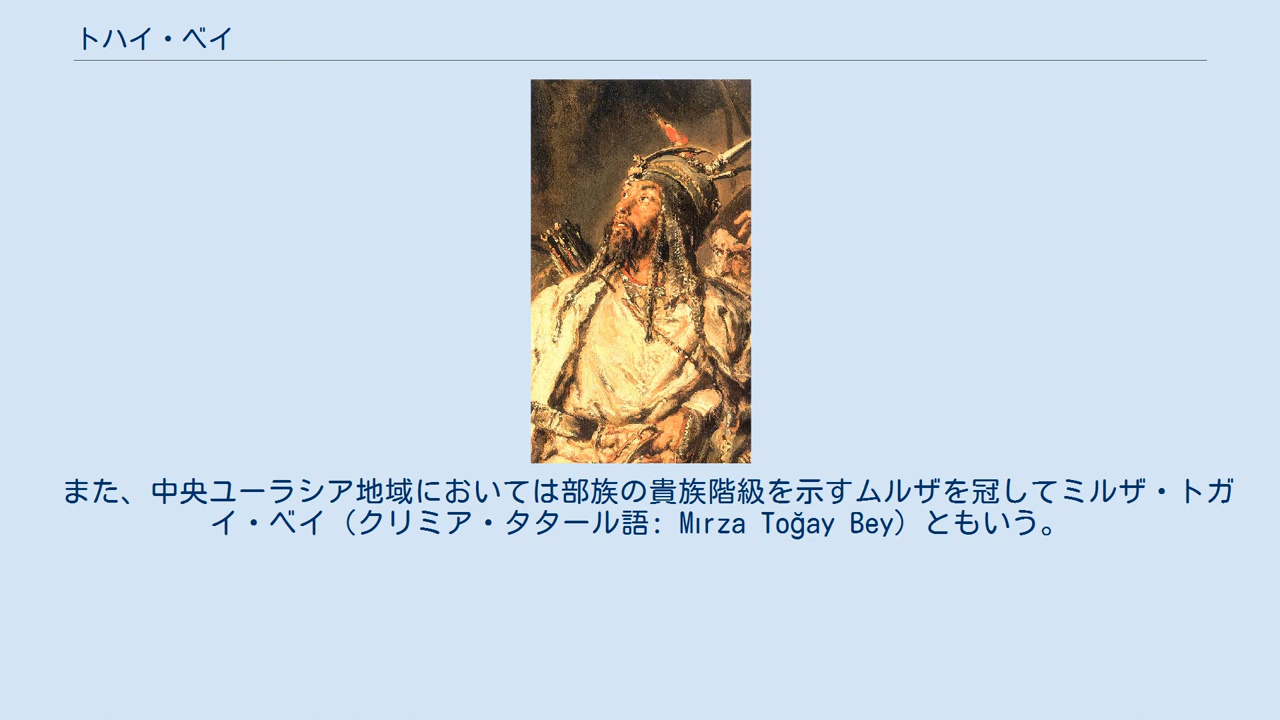 トハイ・ベイ
また、中央ユーラシア地域においては部族の貴族階級を示すムルザを冠してミルザ・トガ
イ・ベイ（クリミア・タタール語: Mırza Toğay Bey）ともいう。